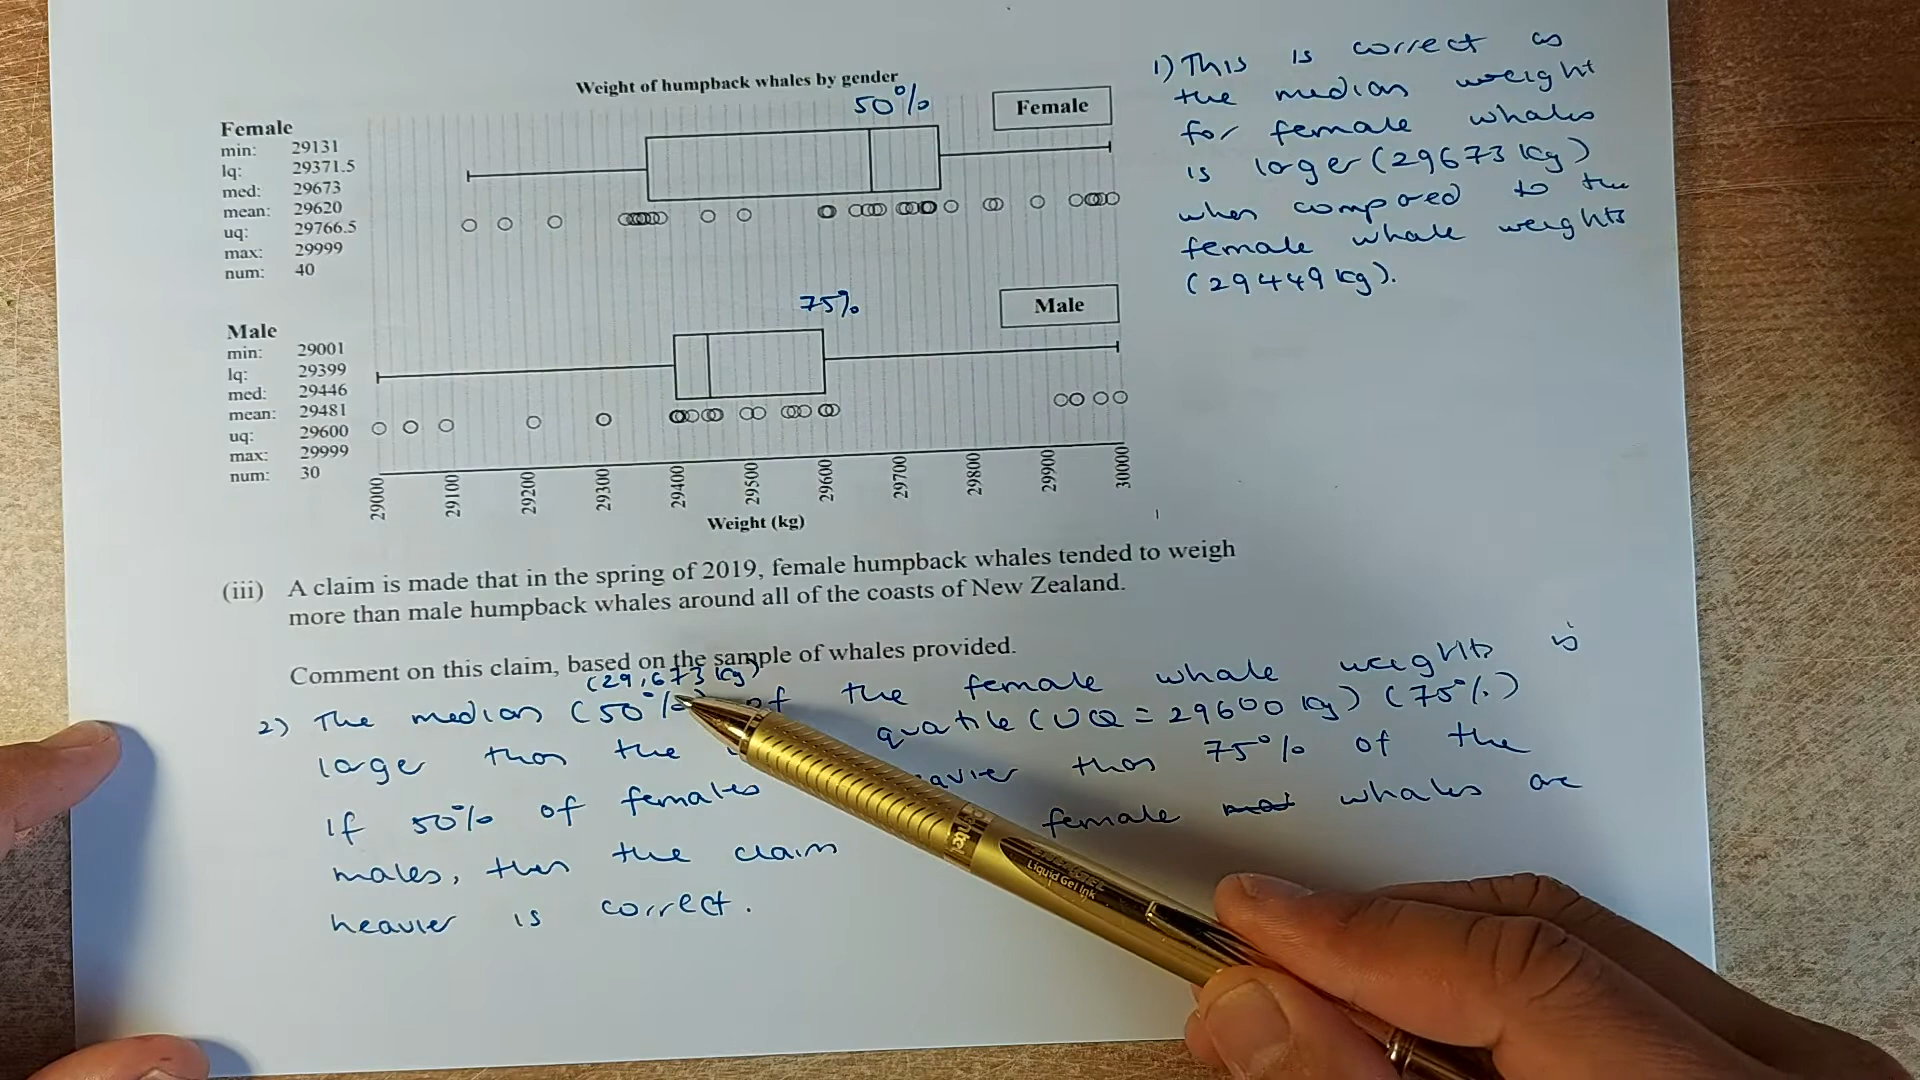 Weight of humpback whales by gender
50%
Female
Female
min: 29131
lq: 29371.5
med: 29673
mean: 29620
uq: 29766.5
max: 29999
num: 40
75%
Male
Male
min: 29001
lq: 29399
med: 29446
mean: 29481
uq: 29600
max: 29999
num: 30
29000 29100 29200 29300 29400 29500 29600 29700 29800 29900 30000
Weight (kg)
1) This is correct as
the median weight
for female whales
is larger (29673 kg)
when compared to the
female whale weights
(29449 kg).
(iii) A claim is made that in the spring of 2019, female humpback whales tended to weigh
more than male humpback whales around all of the coasts of New Zealand.
Comment on this claim, based on the sample of whales provided.
(29,673 kg)
2) The median (50%) of the female whale weights is
larger than the quartile (UQ = 29600 kg) (75%)
If 50% of females than 75% of the
males, then the claim female whales are
heavier is correct.
Liquid Gel Ink